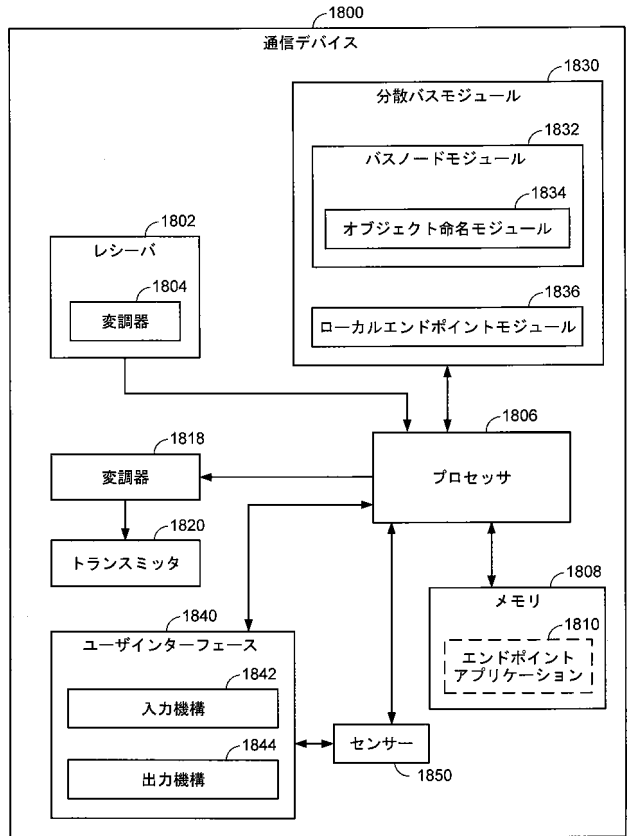 1800
通信デバイス
1830
分散バスモジュール
1832
バスノードモジュール
1834
オブジェクト命名モジュール
1836
ローカルエンドポイントモジュール
1802
レシーバ
1804
変調器
1806
プロセッサ
1818
変調器
1820
トランスミッタ
1808
メモリ
1810
エンドポイント
アプリケーション
1840
ユーザインターフェース
1842
入力機構
1844
出力機構
センサー
1850